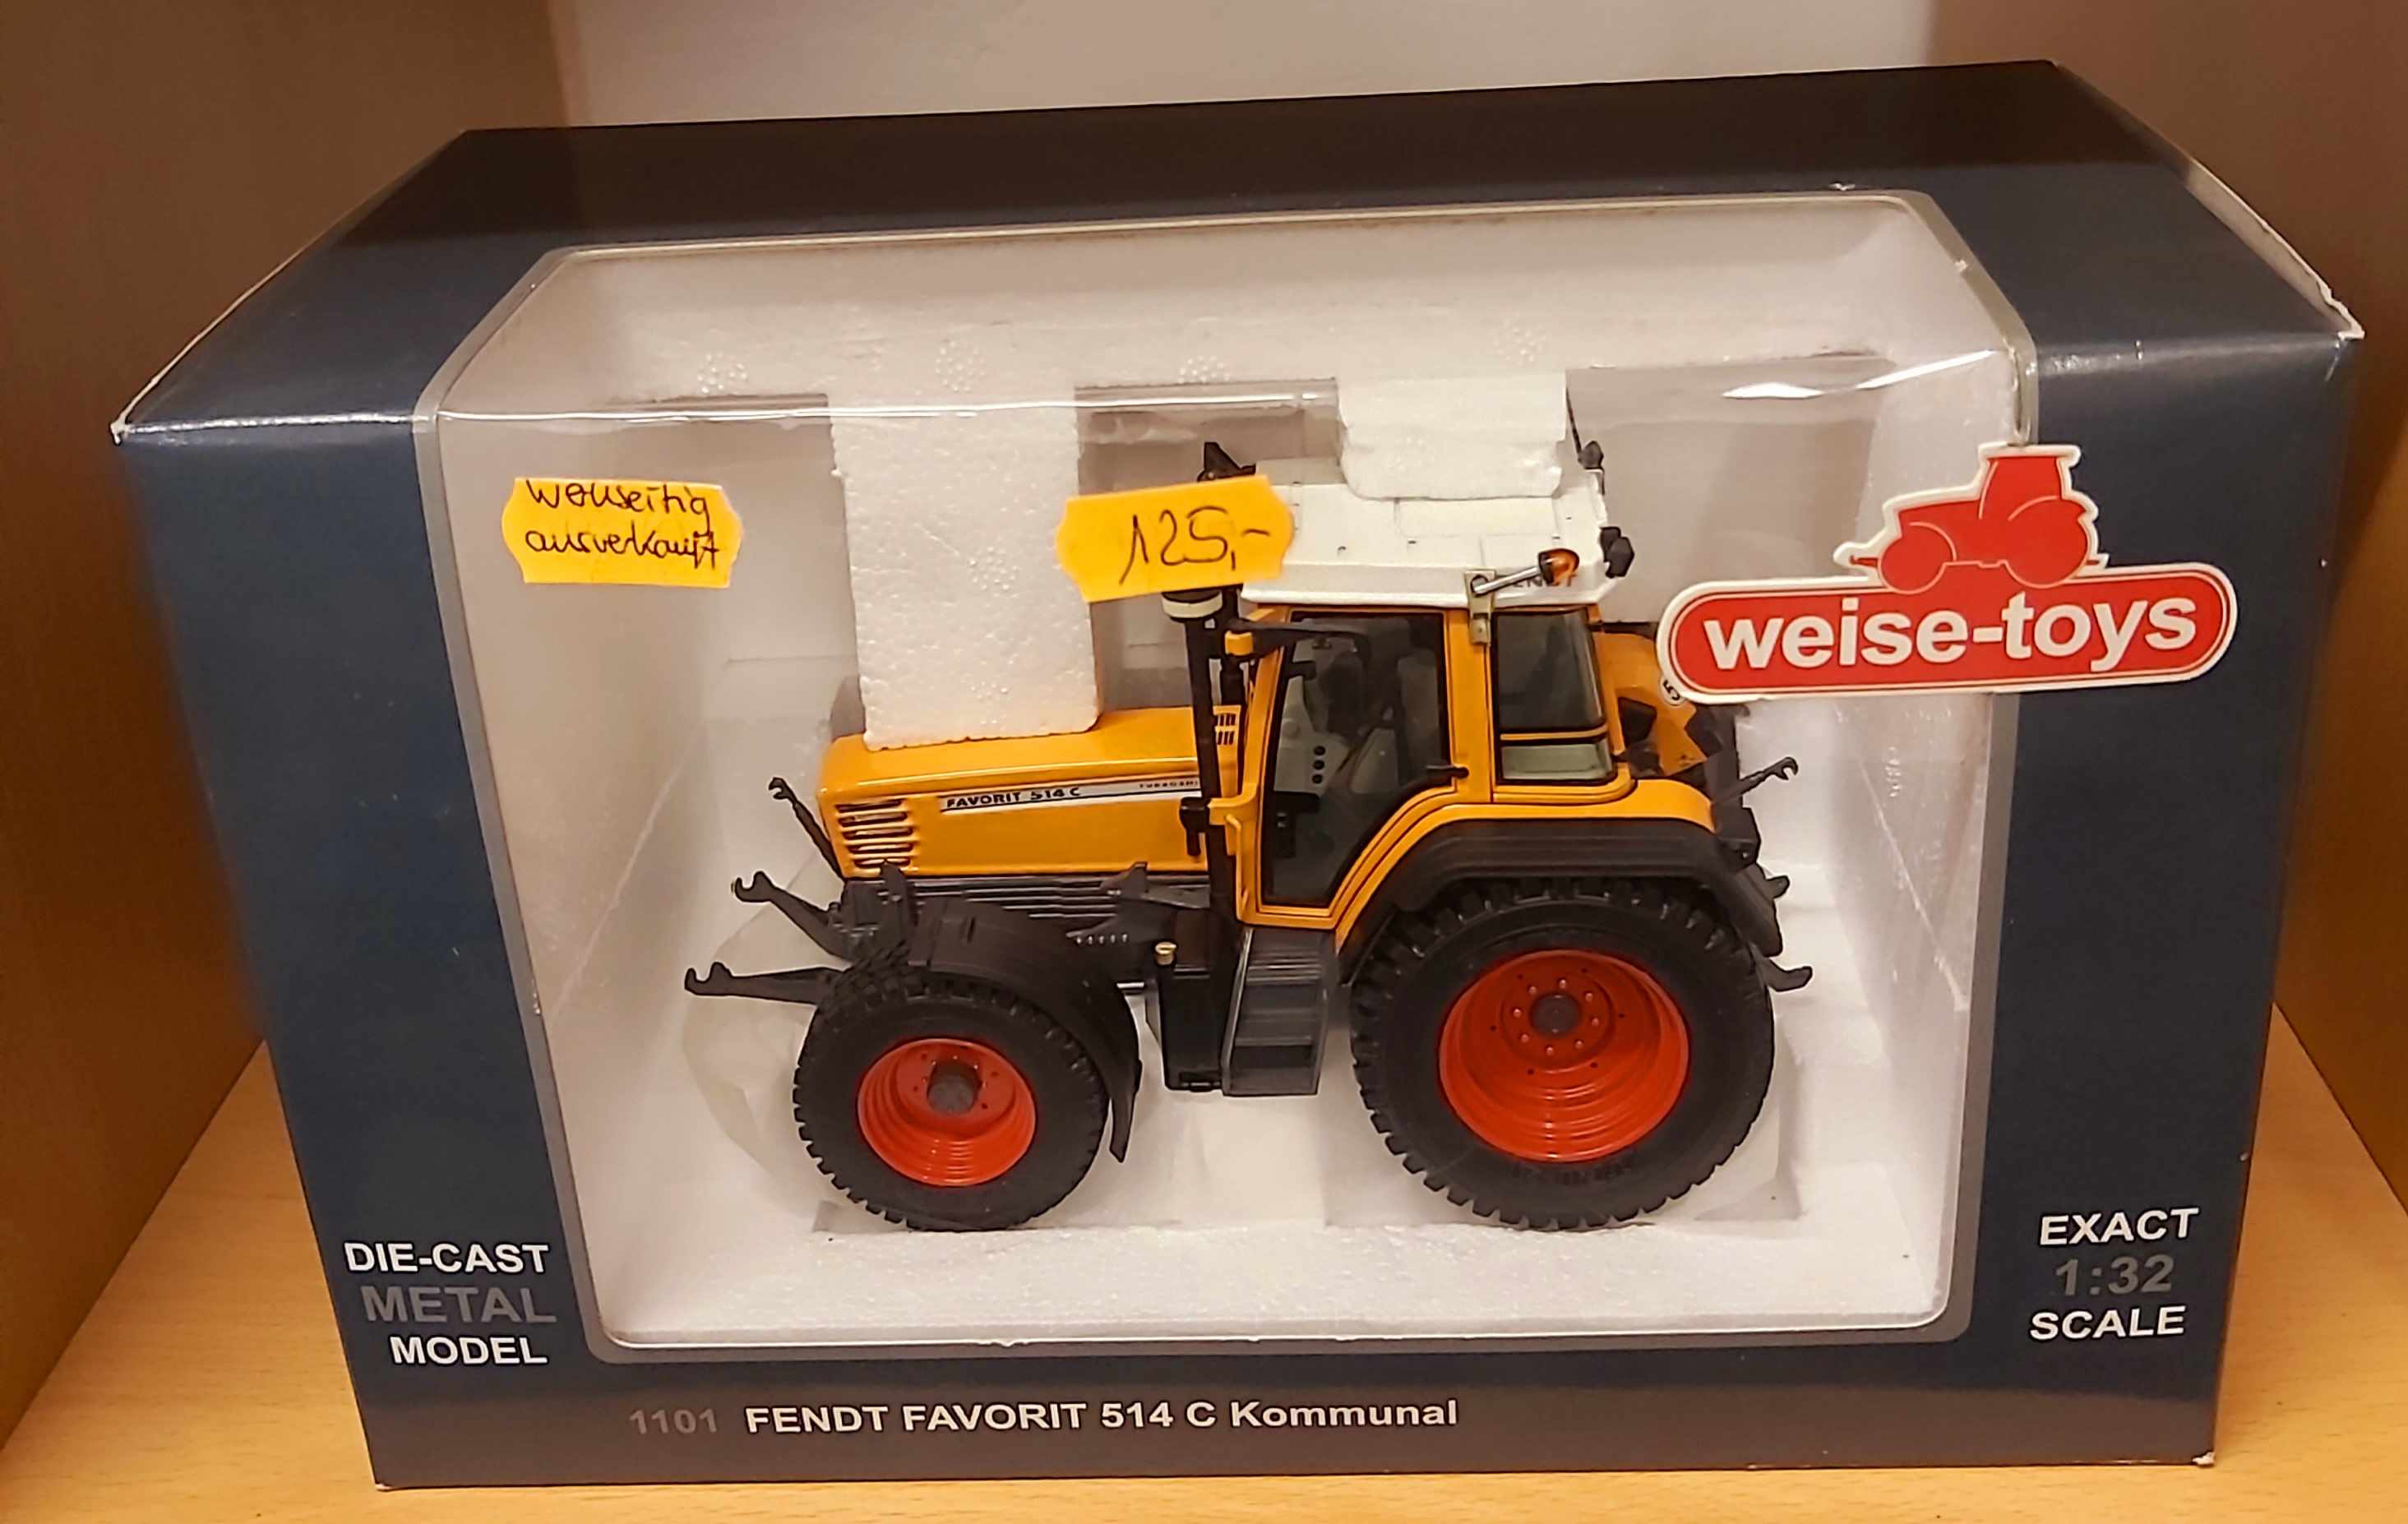 werkseitig
ausverkauft
125,-
weise-toys
FAVORIT 514 C
DIE-CAST
METAL
MODEL
EXACT
1:32
SCALE
1101 FENDT FAVORIT 514 C Kommunal